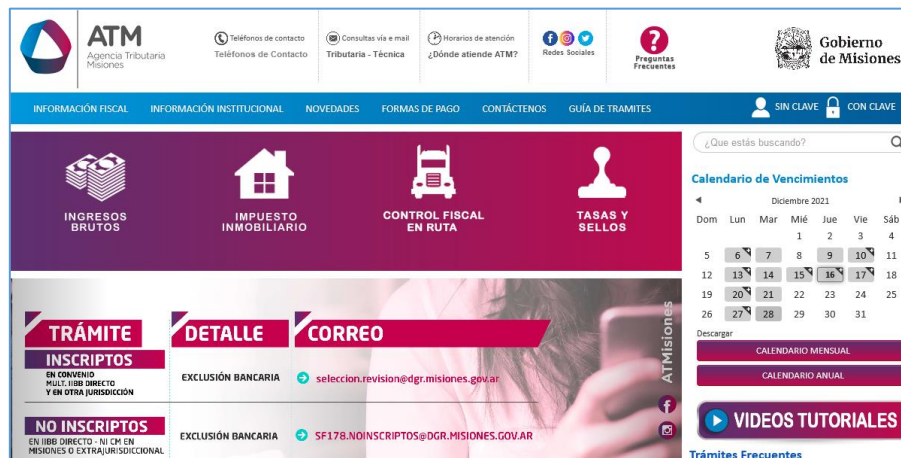 ATM
Agencia Tributaria
Misiones
Teléfonos de contacto
Teléfonos de Contacto
Consultas vía e mail
Tributaria - Técnica
Horarios de atención
¿Dónde atiende ATM?
Redes Sociales
?
Preguntas
Frecuentes
Gobierno
de Misiones
INFORMACIÓN FISCAL INFORMACIÓN INSTITUCIONAL NOVEDADES FORMAS DE PAGO CONTÁCTENOS GUÍA DE TRAMITES SIN CLAVE CON CLAVE
INGRESOS
BRUTOS
IMPUESTO
INMOBILIARIO
CONTROL FISCAL
EN RUTA
TASAS Y
SELLOS
TRÁMITE DETALLE CORREO
INSCRIPTOS
EN CONVENIO
MULT. IIBB DIRECTO
Y EN OTRA JURISDICCIÓN
EXCLUSIÓN BANCARIA seleccion.revision@dgr.misiones.gov.ar
NO INSCRIPTOS
EN IIBB DIRECTO - NI CM EN
MISIONES O EXTRAJURISDICCIONAL
EXCLUSIÓN BANCARIA SF178.NOINSCRIPTOS@DGR.MISIONES.GOV.AR
ATMisiones
¿Que estás buscando?
Calendario de Vencimientos
Diciembre 2021
Dom Lun Mar Mié Jue Vie Sáb
1 2 3 4
5 6 7 8 9 10 11
12 13 14 15 16 17 18
19 20 21 22 23 24 25
26 27 28 29 30 31
Descargar
CALENDARIO MENSUAL
CALENDARIO ANUAL
VIDEOS TUTORIALES
Trámites Frecuentes